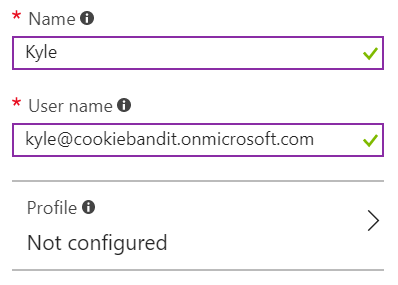 * Name
Kyle
* User name
kyle@cookiebandit.onmicrosoft.com
Profile
Not configured